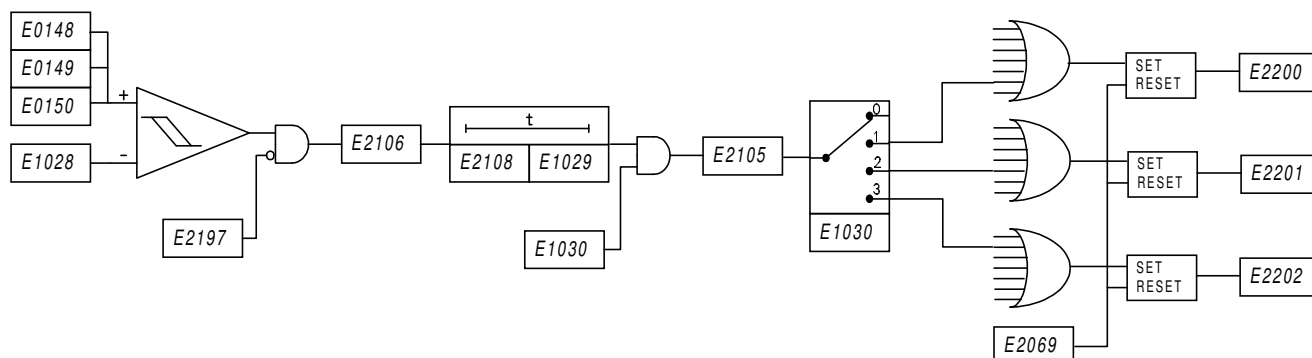 E0148
E0149
E0150
+
E1028
-
E2197
E2106
t
E2108 E1029
E1030
E2105
0
1
2
3
E1030
SET
RESET
E2200
SET
RESET
E2201
SET
RESET
E2202
E2069